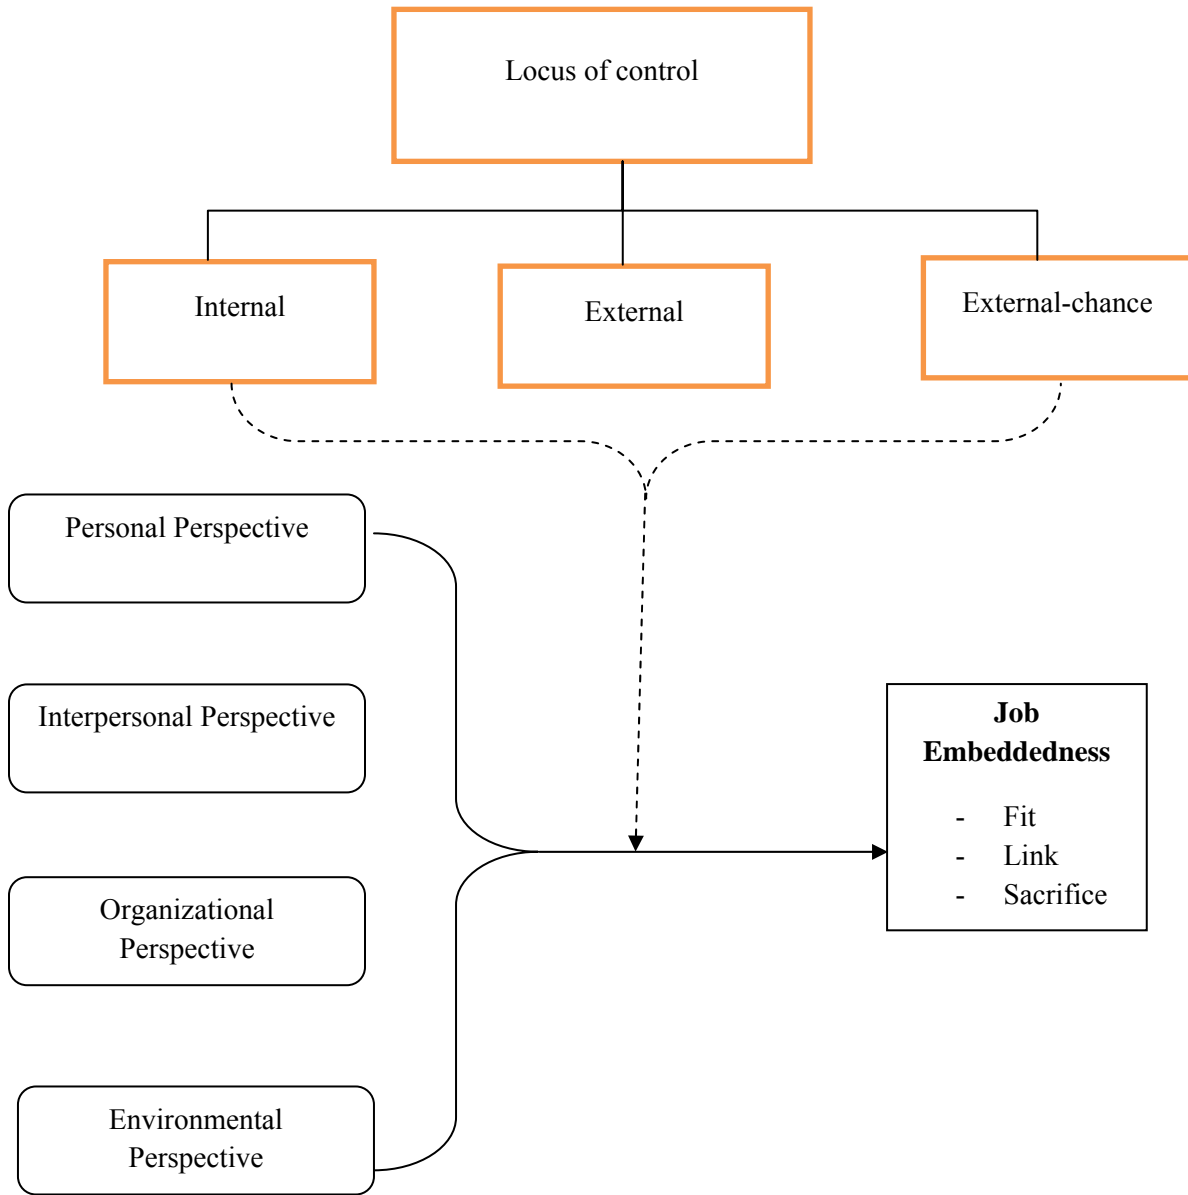 Locus of control
Internal
External
External-chance
Personal Perspective
Interpersonal Perspective
Organizational
Perspective
Environmental
Perspective
Job
Embeddedness
- Fit
- Link
- Sacrifice